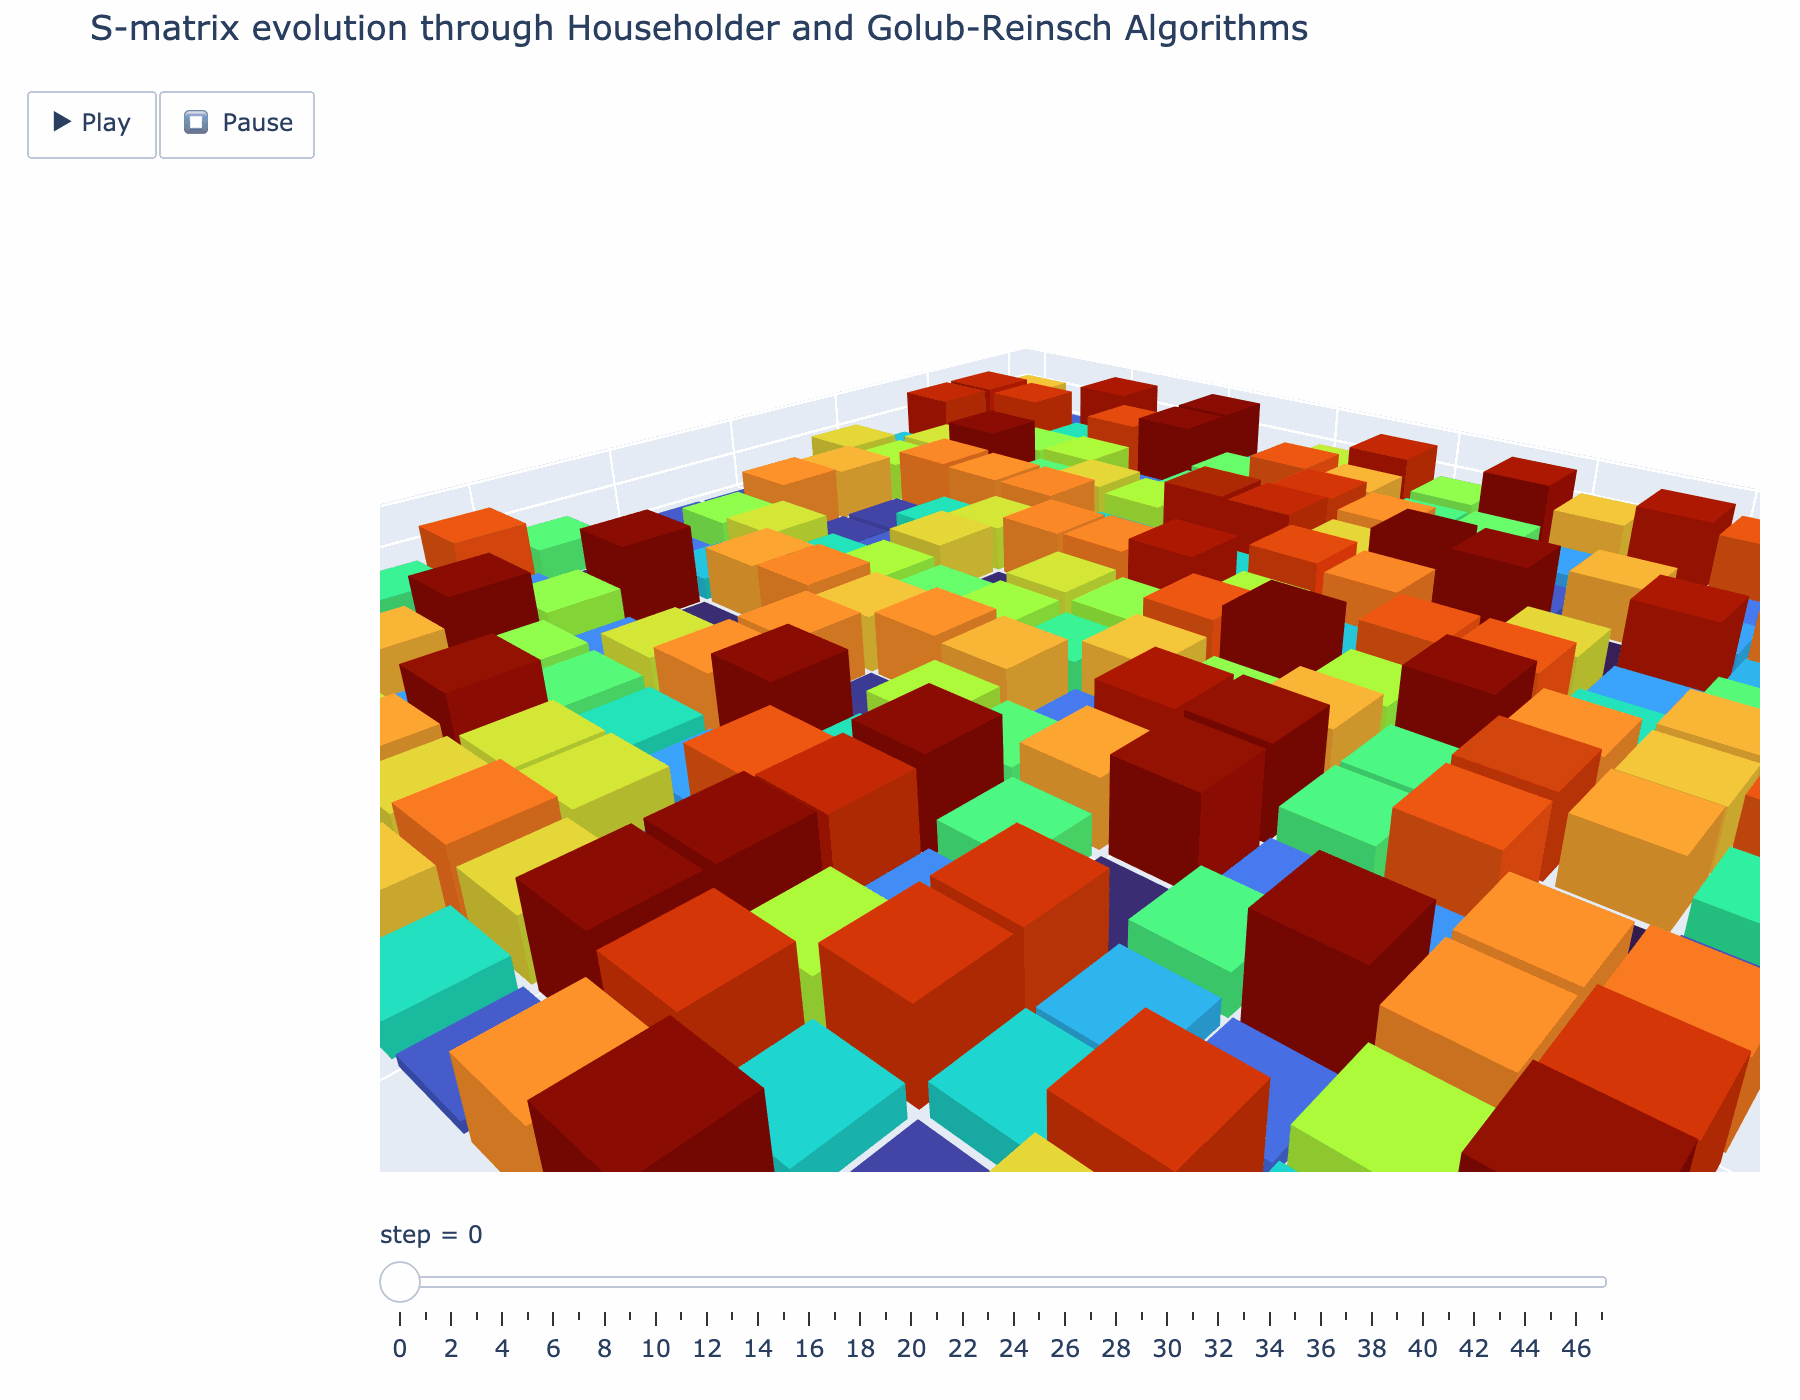 S-matrix evolution through Householder and Golub-Reinsch Algorithms
▶ Play
⏹ Pause
step = 0
0 2 4 6 8 10 12 14 16 18 20 22 24 26 28 30 32 34 36 38 40 42 44 46